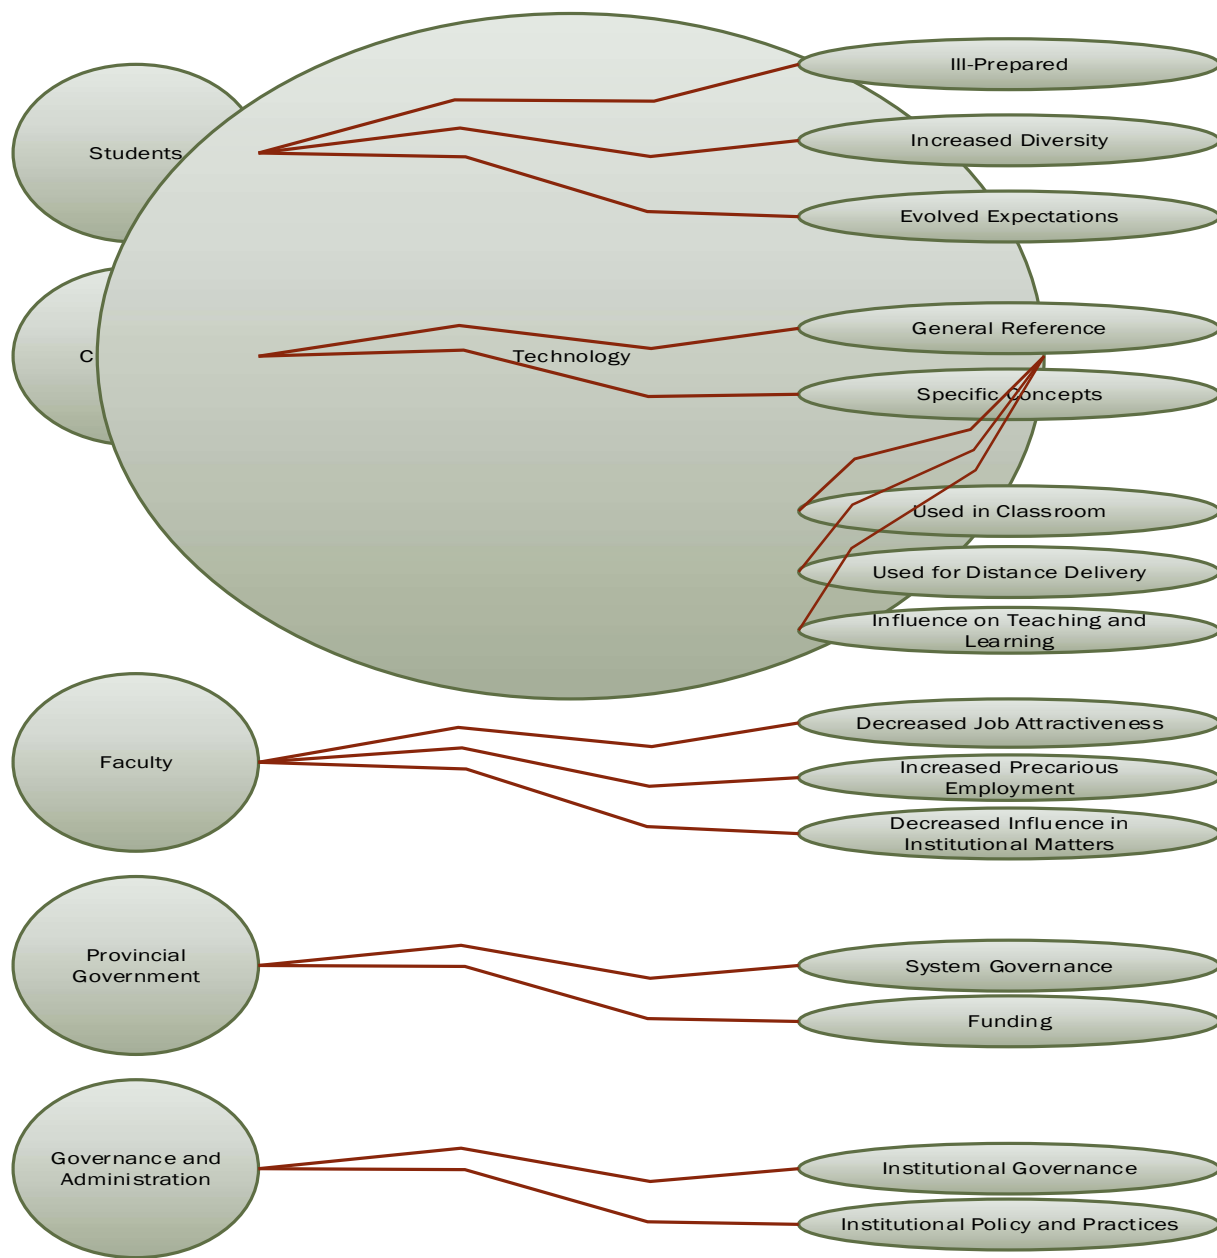 Ill-Prepared
Students
Increased Diversity
Evolved Expectations
General Reference
C
Technology
Specific Concepts
Used in Classroom
Used for Distance Delivery
Influence on Teaching and
Learning
Decreased Job Attractiveness
Faculty
Increased Precarious
Employment
Decreased Influence in
Institutional Matters
Provincial
Government
System Governance
Funding
Governance and
Administration
Institutional Governance
Institutional Policy and Practices